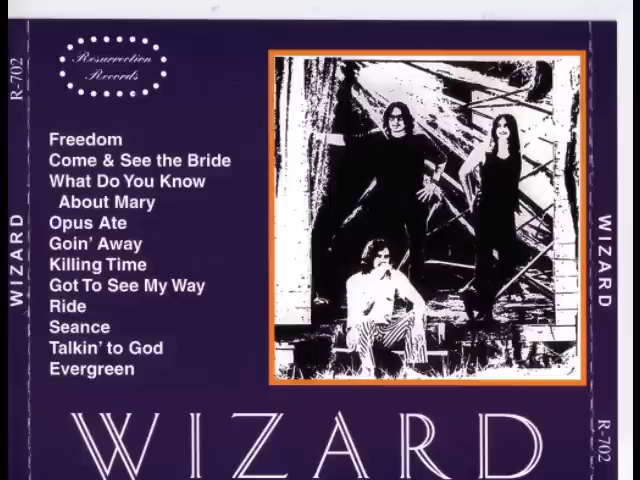 Resurrection
Records
R-702
WIZARD
Freedom
Come & See the Bride
What Do You Know
About Mary
Opus Ate
Goin' Away
Killing Time
Got To See My Way
Ride
Seance
Talkin' to God
Evergreen
WIZARD
WIZARD
R-702